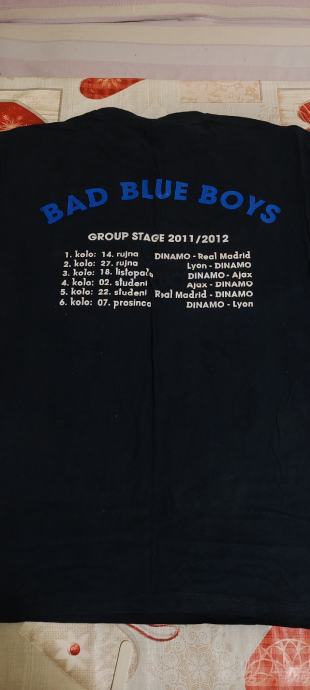 BAD BLUE BOYS
GROUP STAGE 2011/2012
1. kolo: 14. rujna DINAMO - Real Madrid
2. kolo: 27. rujna Lyon - DINAMO
3. kolo: 18. listopada DINAMO - Ajax
4. kolo: 02. studeni Ajax - DINAMO
5. kolo: 22. studeni Real Madrid - DINAMO
6. kolo: 07. prosinca DINAMO - Lyon